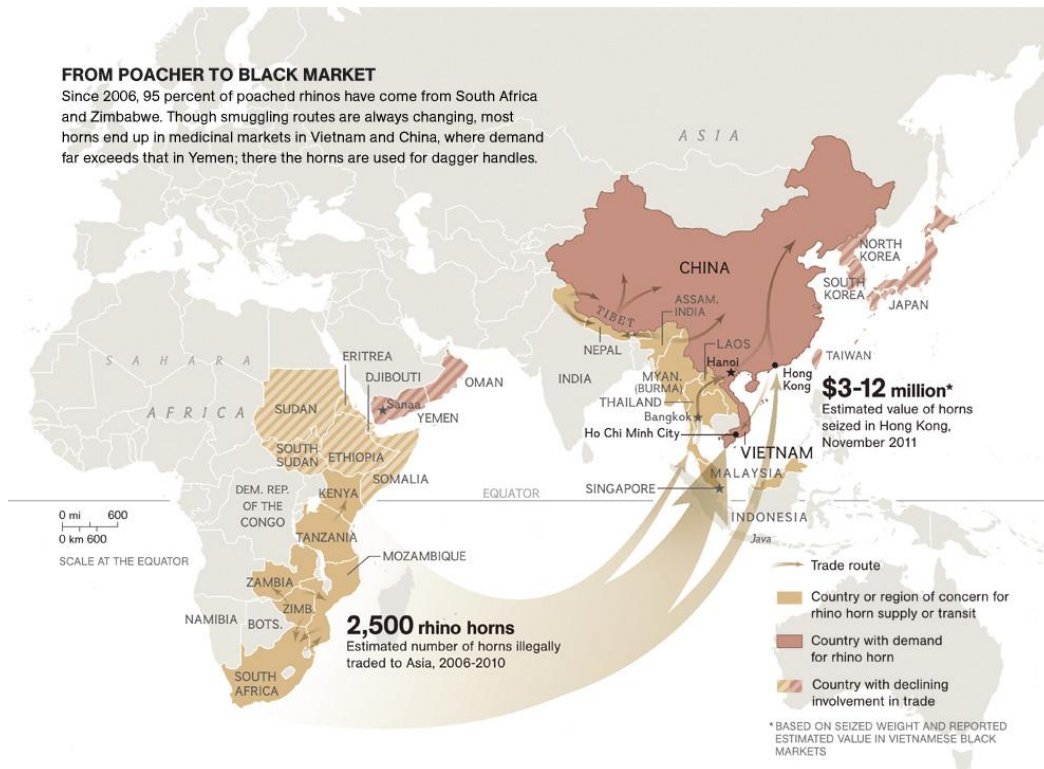 FROM POACHER TO BLACK MARKET
Since 2006, 95 percent of poached rhinos have come from South Africa
and Zimbabwe. Though smuggling routes are always changing, most
horns end up in medicinal markets in Vietnam and China, where demand
far exceeds that in Yemen; there the horns are used for dagger handles.
ASIA
CHINA
NORTH
KOREA
SOUTH
KOREA
JAPAN
TIBET
ASSAM,
INDIA
NEPAL
LAOS
Hanoi
TAIWAN
Hong
Kong
INDIA
MYAN.
(BURMA)
THAILAND
Bangkok
Ho Chi Minh City
VIETNAM
MALAYSIA
SINGAPORE
INDONESIA
Java
$3-12 million*
Estimated value of horns
seized in Hong Kong,
November 2011
SAHARA
AFRICA
ERITREA
DJIBOUTI
OMAN
Sanaa
YEMEN
SUDAN
SOUTH
SUDAN
ETHIOPIA
SOMALIA
DEM. REP.
OF THE
CONGO
KENYA
EQUATOR
TANZANIA
MOZAMBIQUE
ZAMBIA
ZIMB.
NAMIBIA
BOTS.
SOUTH
AFRICA
0 mi 600
0 km 600
SCALE AT THE EQUATOR
2,500 rhino horns
Estimated number of horns illegally
traded to Asia, 2006-2010
Trade route
Country or region of concern for
rhino horn supply or transit
Country with demand
for rhino horn
Country with declining
involvement in trade
*BASED ON SEIZED WEIGHT AND REPORTED
ESTIMATED VALUE IN VIETNAMESE BLACK
MARKETS